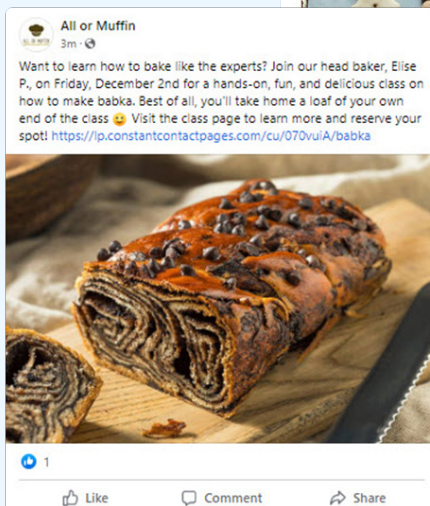 All or Muffin
3m ·
Want to learn how to bake like the experts? Join our head baker, Elise
P., on Friday, December 2nd for a hands-on, fun, and delicious class on
how to make babka. Best of all, you'll take home a loaf of your own
end of the class 😀 Visit the class page to learn more and reserve your
spot! https://lp.constantcontactpages.com/cu/070vuiA/babka
1
Like
Comment
Share